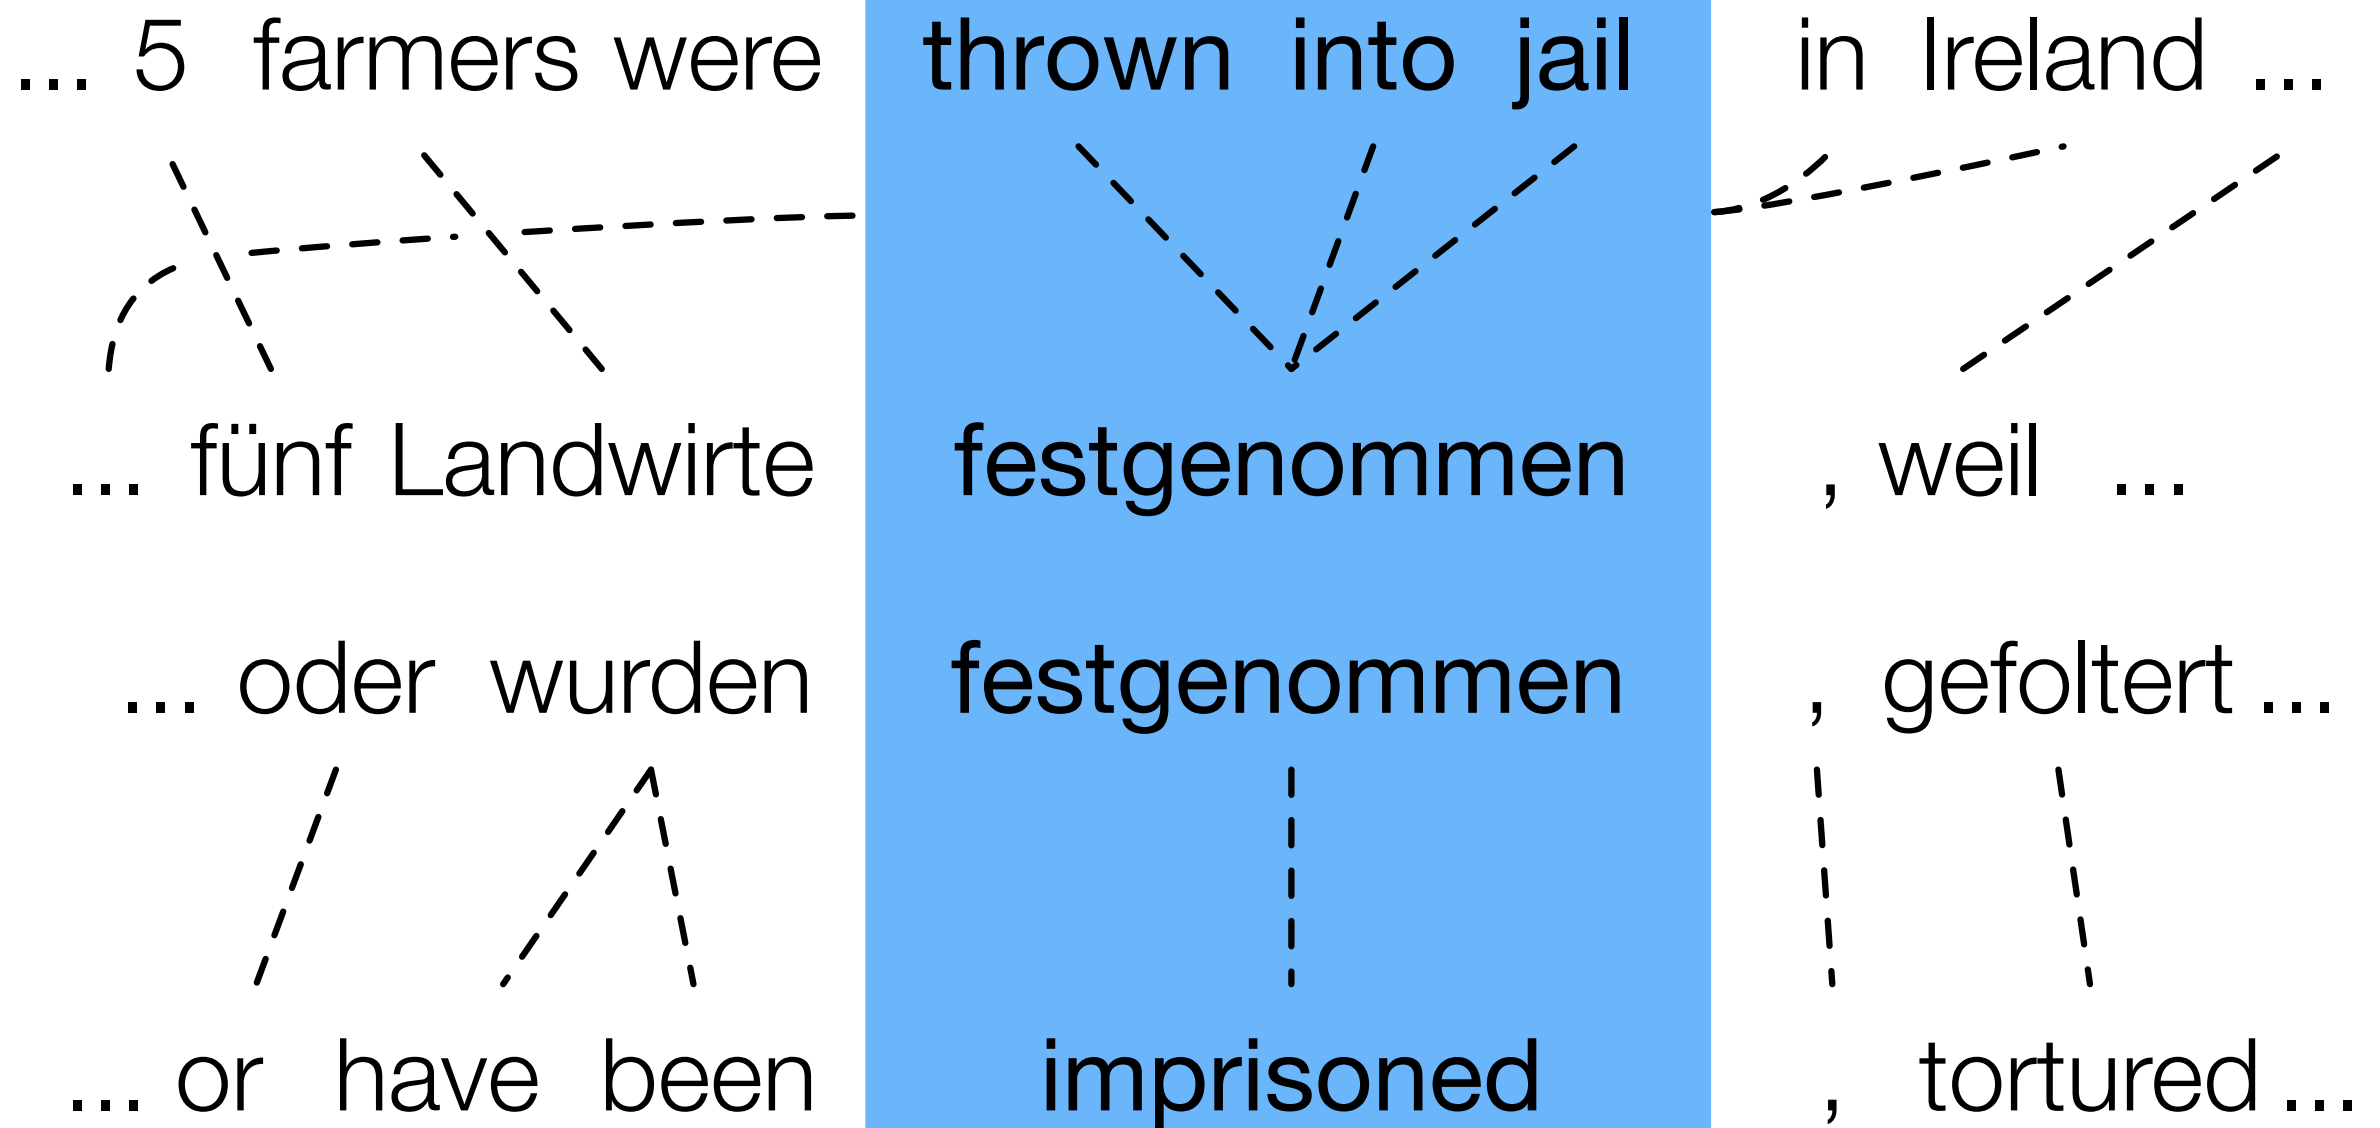 ... 5 farmers were thrown into jail in Ireland ...
... fünf Landwirte festgenommen , weil ...
... oder wurden festgenommen , gefoltert ...
... or have been imprisoned , tortured ...